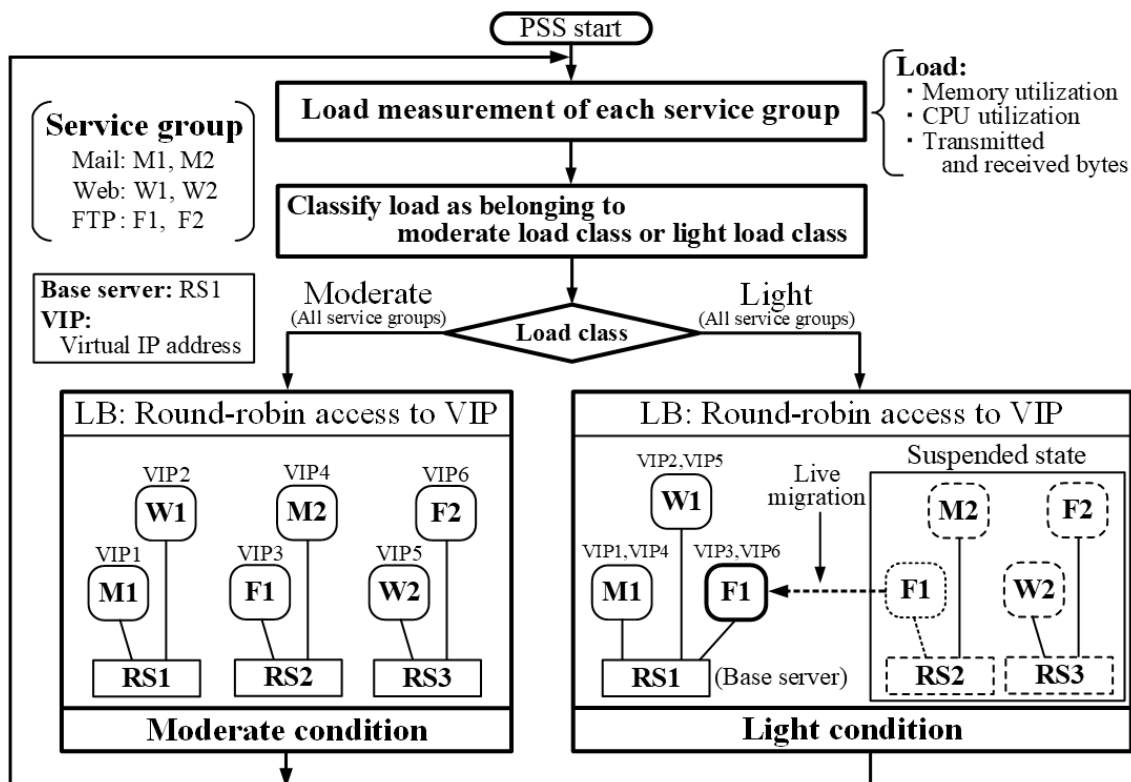 PSS start
Load measurement of each service group
Load:
・Memory utilization
・CPU utilization
・Transmitted
and received bytes
Service group
Mail: M1, M2
Web: W1, W2
FTP : F1, F2
Classify load as belonging to
moderate load class or light load class
Base server: RS1
VIP:
Virtual IP address
Moderate
(All service groups)
Load class
Light
(All service groups)
LB: Round-robin access to VIP
VIP2
W1
VIP4
M2
VIP6
F2
VIP1
M1
VIP3
F1
VIP5
W2
RS1
RS2
RS3
Moderate condition
LB: Round-robin access to VIP
VIP2,VIP5
W1
Live
migration
Suspended state
M2
F2
VIP1,VIP4
M1
VIP3,VIP6
F1
F1
W2
RS1
(Base server)
RS2
RS3
Light condition